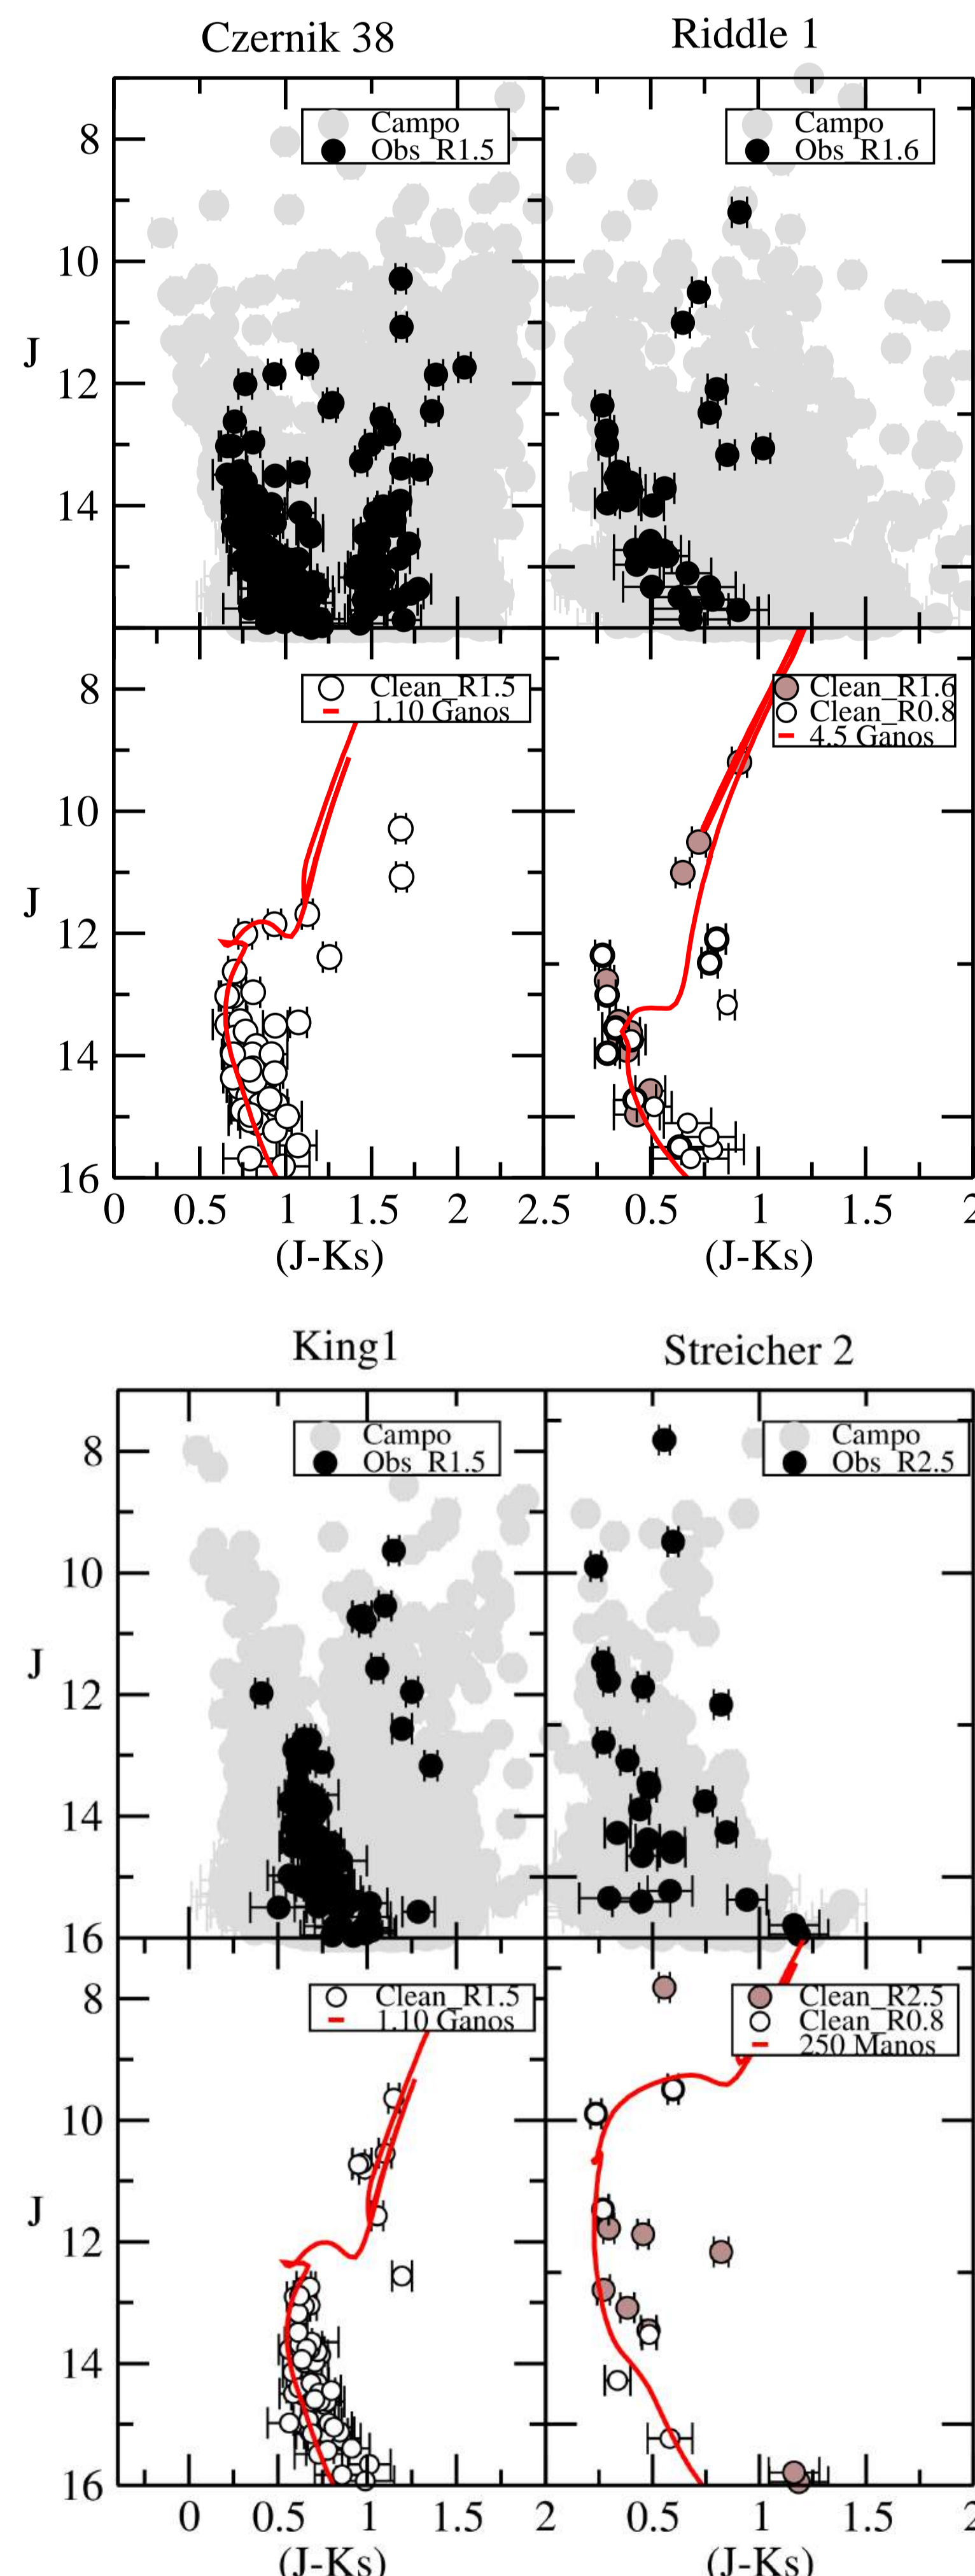 Czernik 38 Riddle 1
Campo Campo
Obs_R1.5 Obs_R1.6
8
10
J
12
14
Clean_R1.5 Clean_R1.6
1.10 Ganos Clean_R0.8
4.5 Ganos
8
10
J
12
14
16
0 0.5 1 1.5 2 2.5 0.5 1 1.5 2
(J-Ks) (J-Ks)
King1 Streicher 2
Campo Campo
Obs_R1.5 Obs_R2.5
8
10
J
12
14
16
Clean_R1.5 Clean_R2.5
1.10 Ganos Clean_R0.8
250 Manos
8
10
J
12
14
16
0 0.5 1 1.5 2 0.5 1 1.5 2
(J-Ks) (J-Ks)